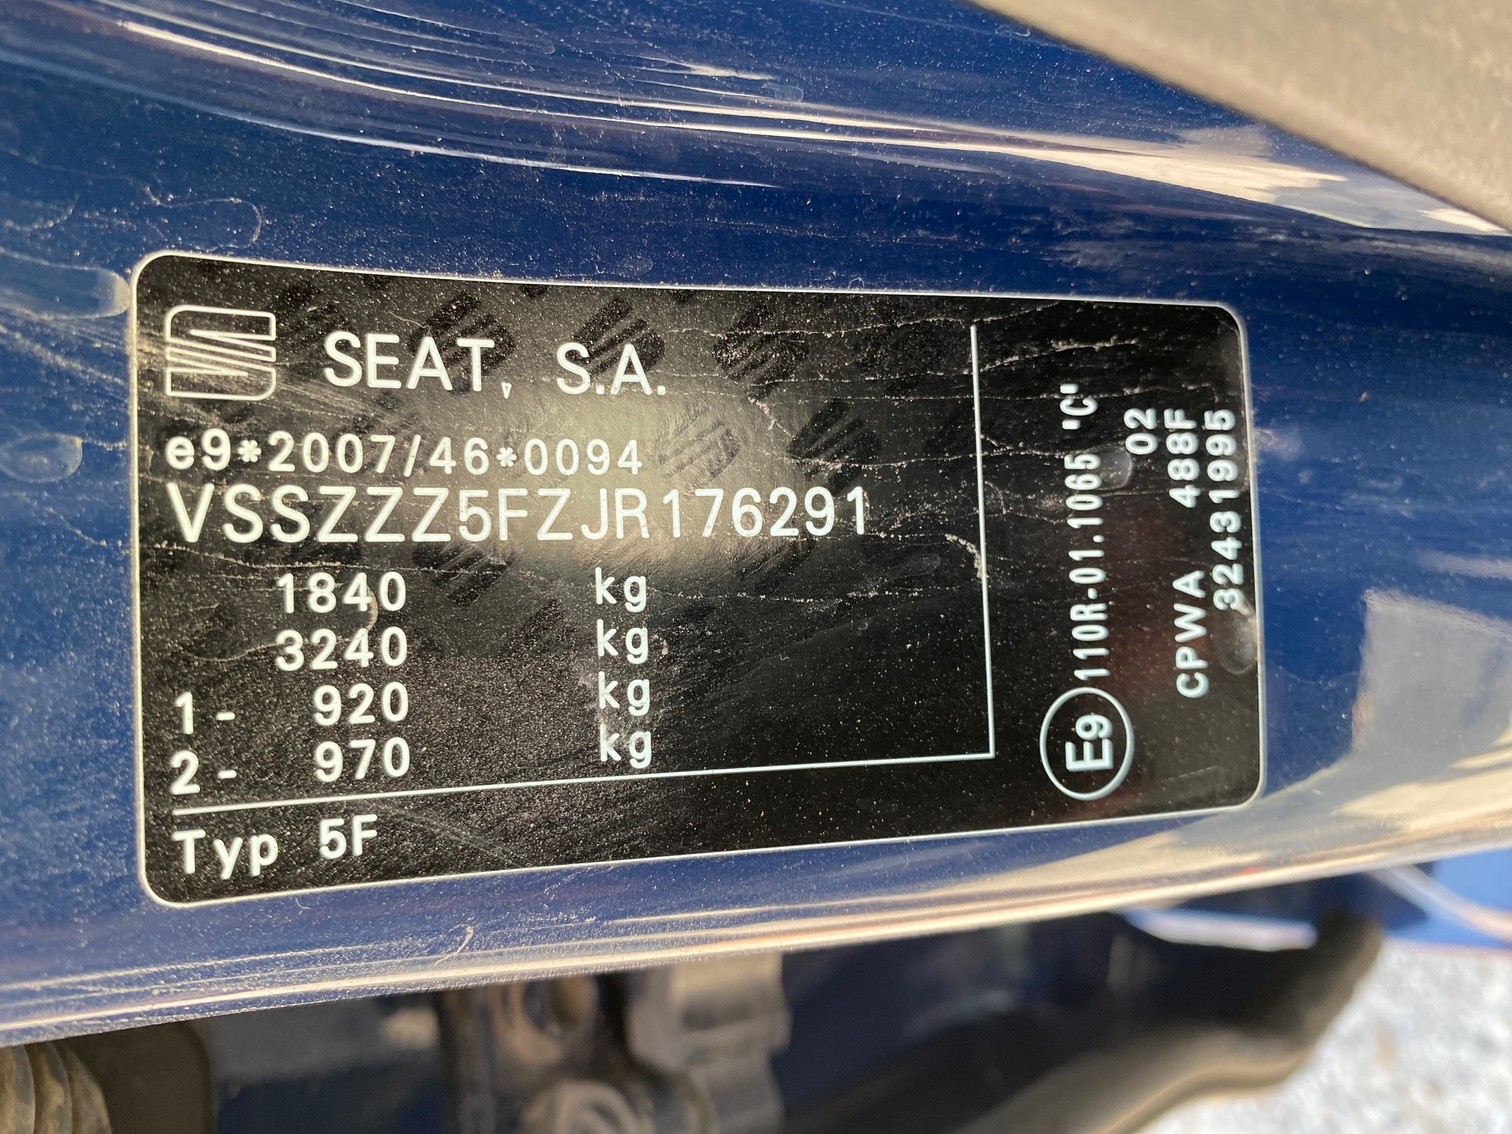 SEAT, S.A.
e9*2007/46*0094
VSSZZZ5FZJR176291
1840 kg
3240 kg
1- 920 kg
2- 970 kg
Typ 5F
E9 110R-01.1065 "C"
02
CPWA 488F
32431995